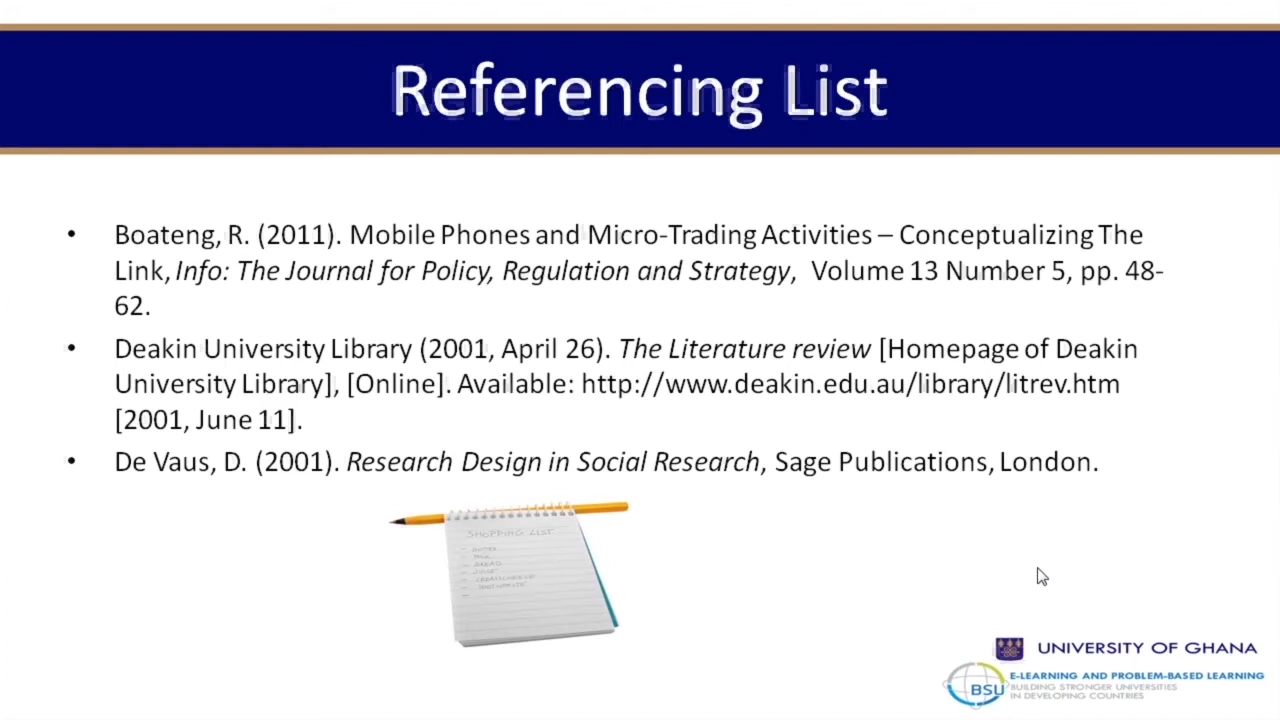 Referencing List
• Boateng, R. (2011). Mobile Phones and Micro-Trading Activities – Conceptualizing The
Link, Info: The Journal for Policy, Regulation and Strategy, Volume 13 Number 5, pp. 48-
62.
• Deakin University Library (2001, April 26). The Literature review [Homepage of Deakin
University Library], [Online]. Available: http://www.deakin.edu.au/library/litrev.htm
[2001, June 11].
• De Vaus, D. (2001). Research Design in Social Research, Sage Publications, London.
SHOPPING LIST
BREAD
UNIVERSITY OF GHANA
BSU
E-LEARNING AND PROBLEM-BASED LEARNING
BUILDING STRONGER UNIVERSITIES
IN DEVELOPING COUNTRIES